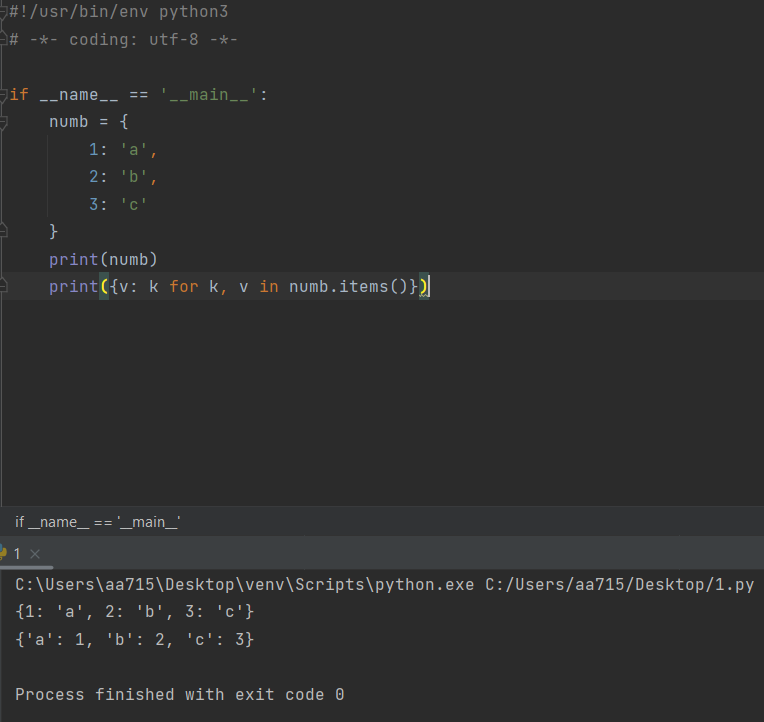 #!/usr/bin/env python3
# -*- coding: utf-8 -*-
if __name__ == '__main__':
    numb = {
        1: 'a',
        2: 'b',
        3: 'c'
    }
    print(numb)
    print({v: k for k, v in numb.items()})
if __name__ == '__main__'
1
C:\Users\aa715\Desktop\venv\Scripts\python.exe C:/Users/aa715/Desktop/1.py
{1: 'a', 2: 'b', 3: 'c'}
{'a': 1, 'b': 2, 'c': 3}
Process finished with exit code 0